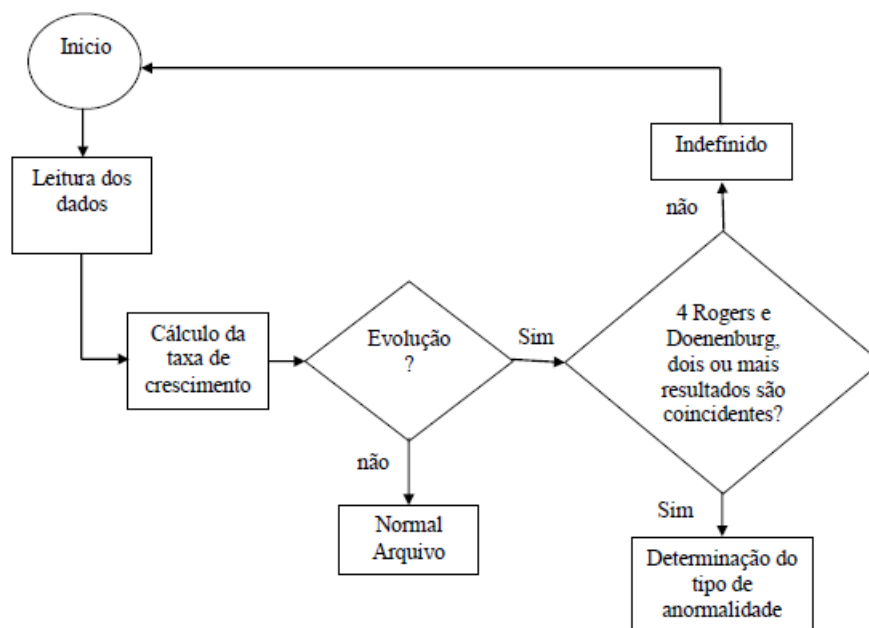 Inicio
Indefinido
Leitura dos
dados
não
4 Rogers e
Doenenburg,
dois ou mais
resultados são
coincidentes?
Cálculo da
taxa de
crescimento
Evolução
?
Sim
não
Normal
Arquivo
Sim
Determinação do
tipo de
anormalidade